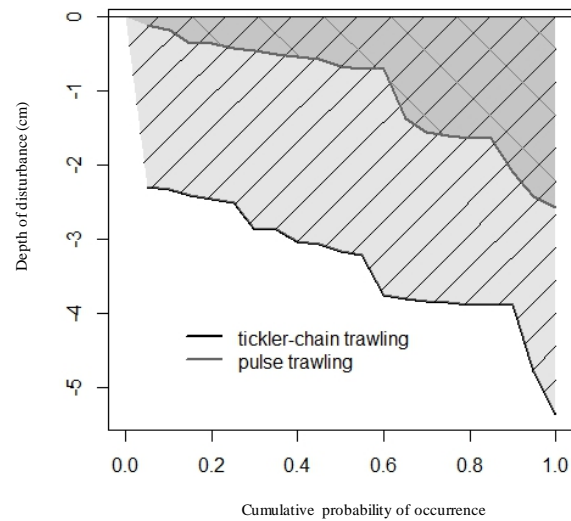 0
-1
-2
-3
-4
-5
Depth of disturbance (cm)
tickler-chain trawling
pulse trawling
0.0 0.2 0.4 0.6 0.8 1.0
Cumulative probability of occurrence